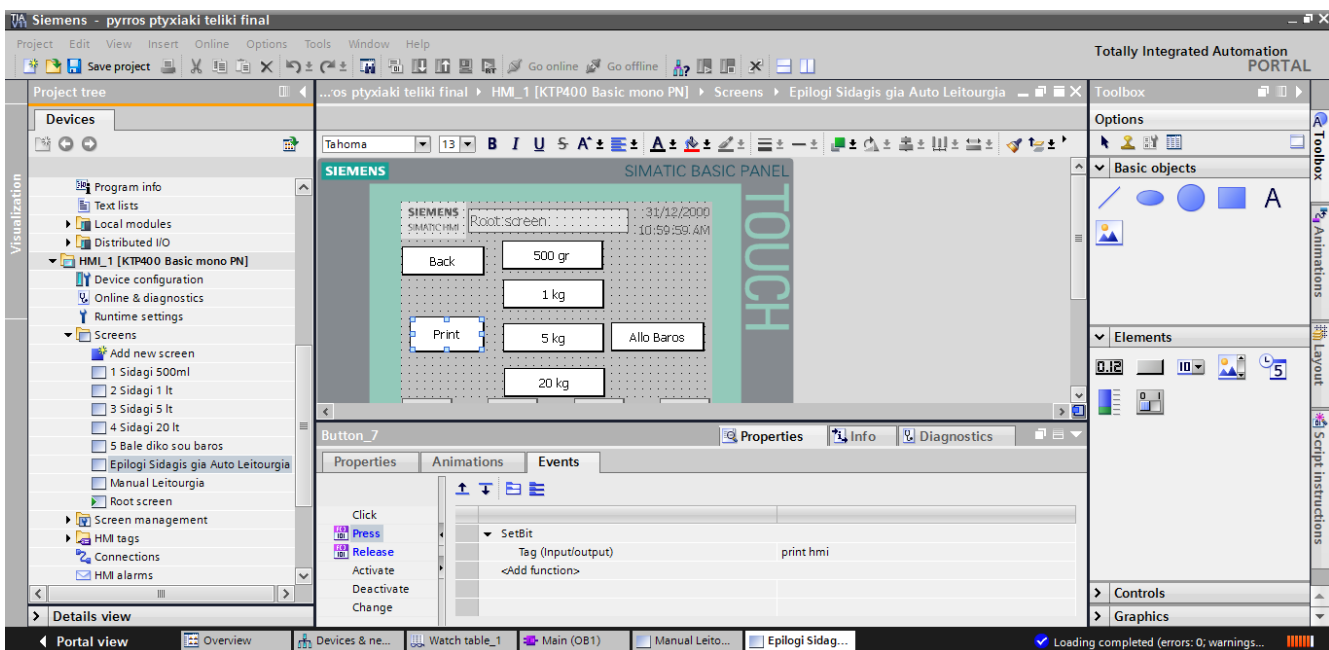 Siemens - pyrros ptyxiaki teliki final
Project Edit View Insert Online Options Tools Window Help
Save project Go online Go offline
Totally Integrated Automation
PORTAL
Project tree
...'os ptyxiaki teliki final HMI_1 [KTP400 Basic mono PN] Screens Epilogi Sidagis gia Auto Leitourgia
Toolbox
Devices
Options
Tahoma 13 B I U S A A
Visualization
Program info
Text lists
Local modules
Distributed I/O
HMI_1 [KTP400 Basic mono PN]
Device configuration
Online & diagnostics
Runtime settings
Screens
Add new screen
1 Sidagi 500ml
2 Sidagi 1 lt
3 Sidagi 5 lt
4 Sidagi 20 lt
5 Bale diko sou baros
Epilogi Sidagis gia Auto Leitourgia
Manual Leitourgia
Root screen
Screen management
HMI tags
Connections
HMI alarms
Details view
SIEMENS SIMATIC BASIC PANEL
TOUCH
SIEMENS
SIMATIC HMI
Root screen
31/12/2000
10:59:59 AM
Back 500 gr
1 kg
Print 5 kg Allo Baros
20 kg
Button_7
Properties Info Diagnostics
Properties Animations Events
Click
Press
Release
Activate
Deactivate
Change
SetBit
Tag (Input/output) print hmi
<Add function>
Basic objects
A
Elements
0.12 10 5
0 1
Controls
Graphics
Toolbox
Animations
Layout
Script instructions
Portal view Overview Devices & ne... Watch table_1 Main (OB1) Manual Leito... Epilogi Sidag... Loading completed (errors: 0; warnings...